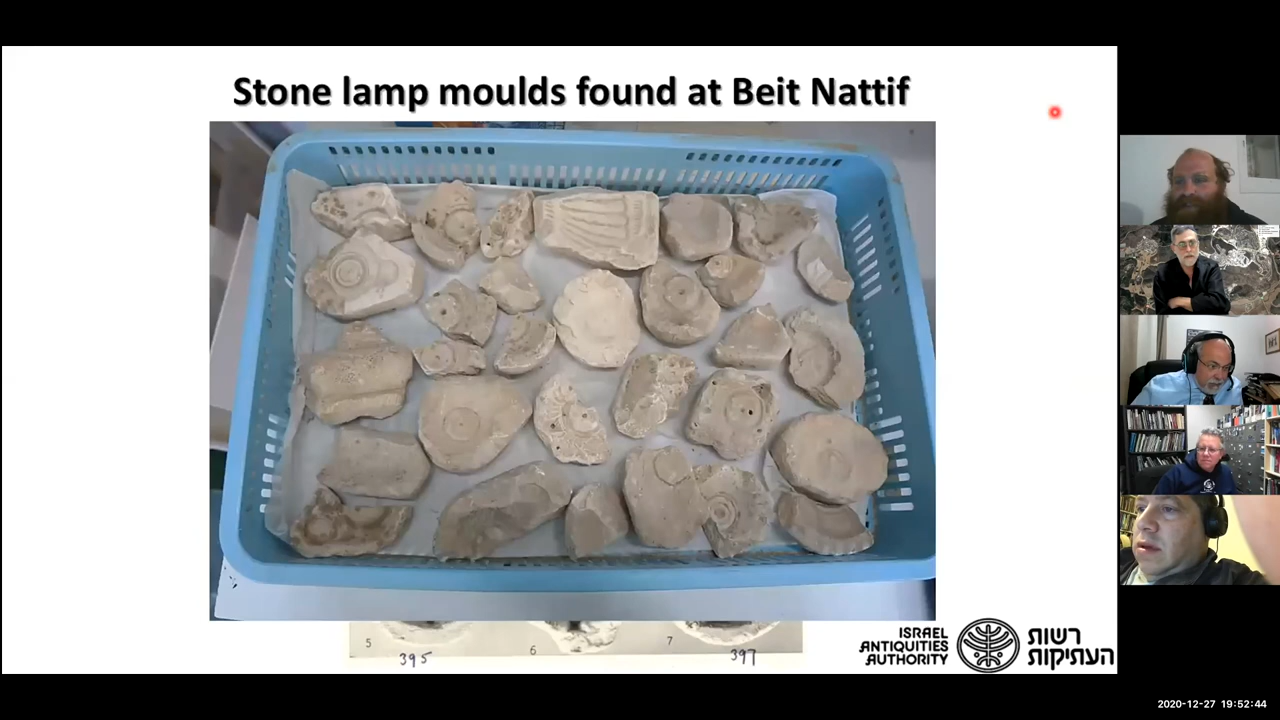 Stone lamp moulds found at Beit Nattif
5
6
7
395
397
ISRAEL
ANTIQUITIES
AUTHORITY
רשות
העתיקות
2020-12-27 19:52:44